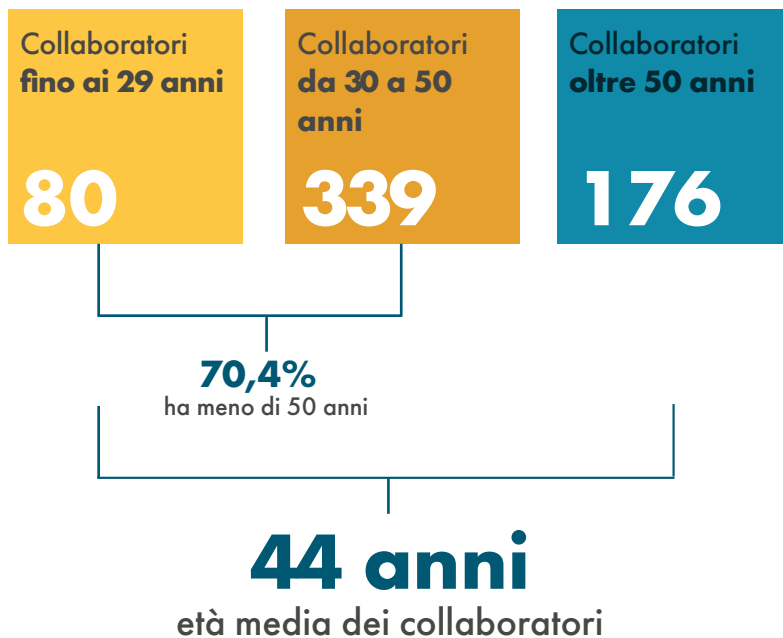 Collaboratori
fino ai 29 anni
80
Collaboratori
da 30 a 50
anni
339
Collaboratori
oltre 50 anni
176
70,4%
ha meno di 50 anni
44 anni
età media dei collaboratori